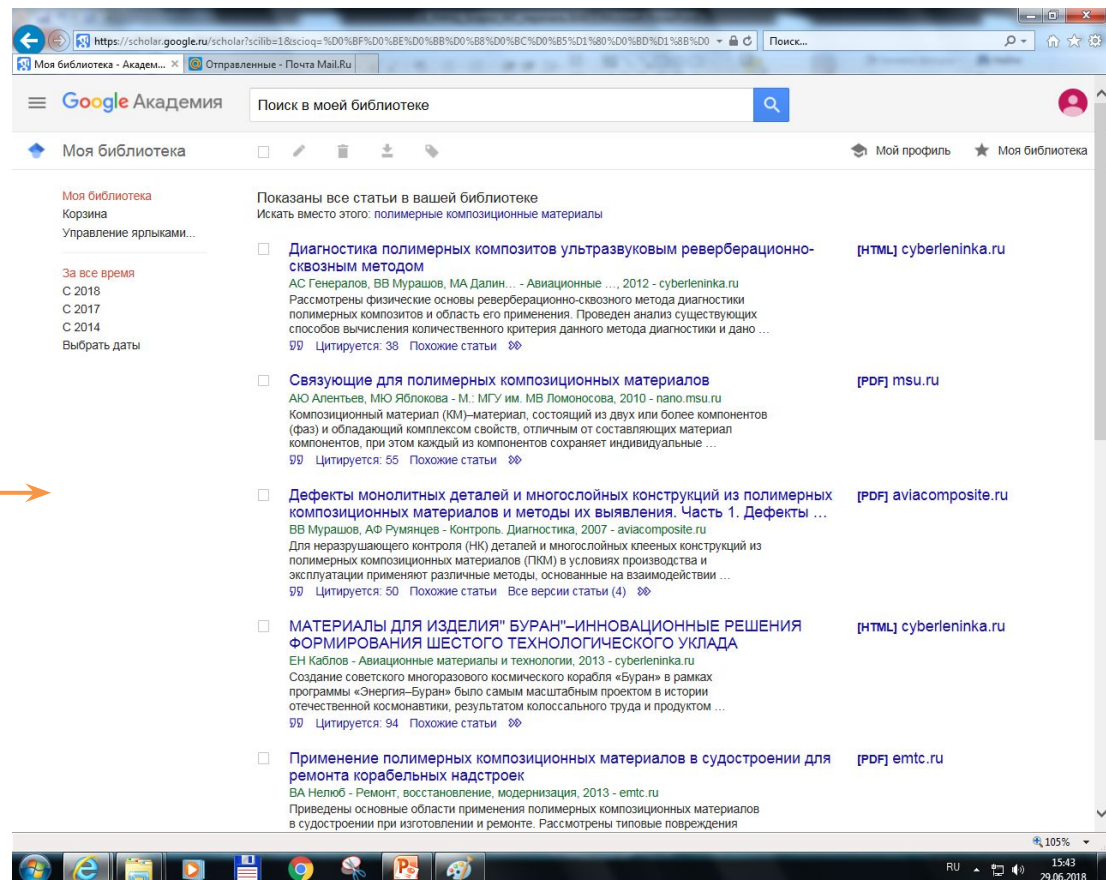 https://scholar.google.ru/scholar?scilib=1&scioq=%D0%BF%D0%BE%D0%BB%D0%B8%D0%BC%D0%B5%D1%80%D0%BD%D1%8B%D0
Поиск...
Моя библиотека - Академ...
Отправленные - Почта Mail.Ru
Google Академия
Поиск в моей библиотеке
Моя библиотека
Мой профиль
Моя библиотека
Моя библиотека
Корзина
Управление ярлыками...
За все время
С 2018
С 2017
С 2014
Выбрать даты
Показаны все статьи в вашей библиотеке
Искать вместо этого: полимерные композиционные материалы
Диагностика полимерных композитов ультразвуковым реверберационно-
сквозным методом
[HTML] cyberleninka.ru
АС Генералов, ВВ Мурашов, МА Далин... - Авиационные ..., 2012 - cyberleninka.ru
Рассмотрены физические основы реверберационно-сквозного метода диагностики
полимерных композитов и область его применения. Проведен анализ существующих
способов вычисления количественного критерия данного метода диагностики и дано ...
Цитируется: 38 Похожие статьи
Связующие для полимерных композиционных материалов
[PDF] msu.ru
АЮ Алентьев, МЮ Яблокова - М.: МГУ им. МВ Ломоносова, 2010 - nano.msu.ru
Композиционный материал (КМ)–материал, состоящий из двух или более компонентов
(фаз) и обладающий комплексом свойств, отличным от составляющих материал
компонентов, при этом каждый из компонентов сохраняет индивидуальные ...
Цитируется: 55 Похожие статьи
Дефекты монолитных деталей и многослойных конструкций из полимерных
композиционных материалов и методы их выявления. Часть 1. Дефекты ...
[PDF] aviacomposite.ru
ВВ Мурашов, АФ Румянцев - Контроль. Диагностика, 2007 - aviacomposite.ru
Для неразрушающего контроля (НК) деталей и многослойных клееных конструкций из
полимерных композиционных материалов (ПКМ) в условиях производства и
эксплуатации применяют различные методы, основанные на взаимодействии ...
Цитируется: 50 Похожие статьи Все версии статьи (4)
МАТЕРИАЛЫ ДЛЯ ИЗДЕЛИЯ" БУРАН"–ИННОВАЦИОННЫЕ РЕШЕНИЯ
ФОРМИРОВАНИЯ ШЕСТОГО ТЕХНОЛОГИЧЕСКОГО УКЛАДА
[HTML] cyberleninka.ru
ЕН Каблов - Авиационные материалы и технологии, 2013 - cyberleninka.ru
Создание советского многоразового космического корабля «Буран» в рамках
программы «Энергия–Буран» было самым масштабным проектом в истории
отечественной космонавтики, результатом колоссального труда и продуктом ...
Цитируется: 94 Похожие статьи
Применение полимерных композиционных материалов в судостроении для
ремонта корабельных надстроек
[PDF] emtc.ru
ВА Нелюб - Ремонт, восстановление, модернизация, 2013 - emtc.ru
Приведены основные области применения полимерных композиционных материалов
в судостроении при изготовлении и ремонте. Рассмотрены типовые повреждения
105%
RU
15:43
29.06.2018